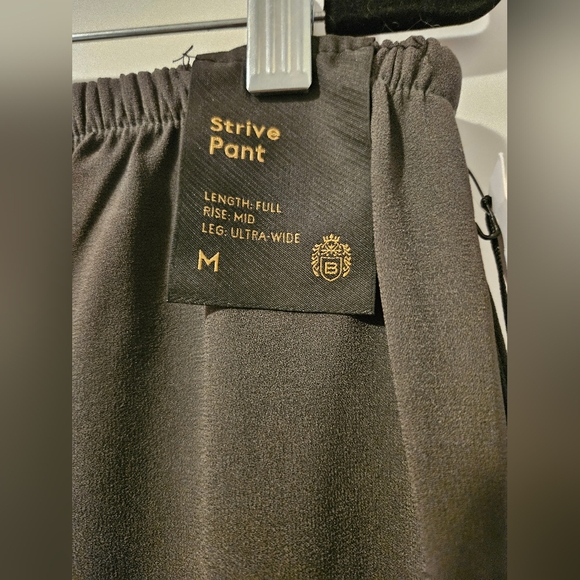 Strive
Pant
LENGTH: FULL
RISE: MID
LEG: ULTRA-WIDE
M
B